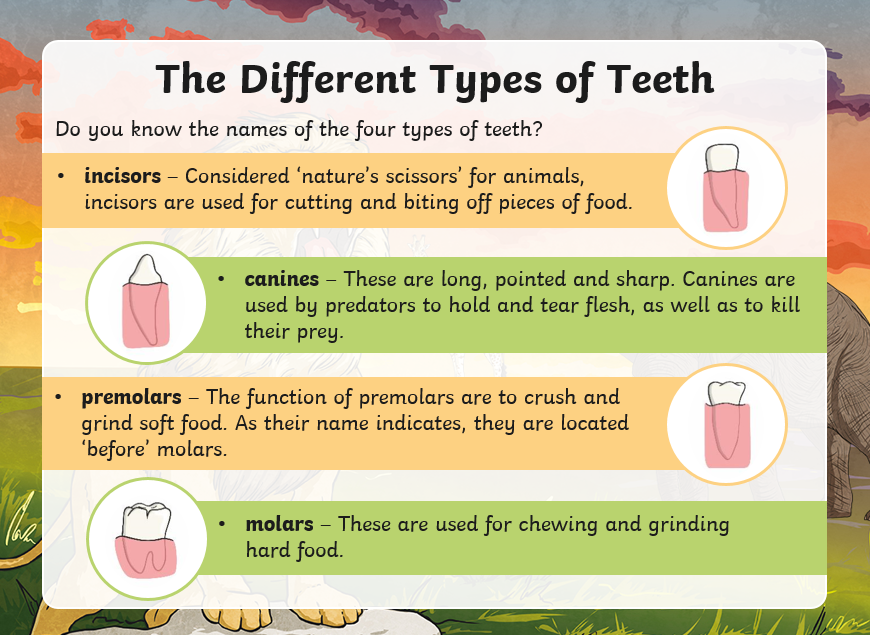 The Different Types of Teeth
Do you know the names of the four types of teeth?
• incisors – Considered ‘nature’s scissors’ for animals,
incisors are used for cutting and biting off pieces of food.
• canines – These are long, pointed and sharp. Canines are
used by predators to hold and tear flesh, as well as to kill
their prey.
• premolars – The function of premolars are to crush and
grind soft food. As their name indicates, they are located
‘before’ molars.
• molars – These are used for chewing and grinding
hard food.